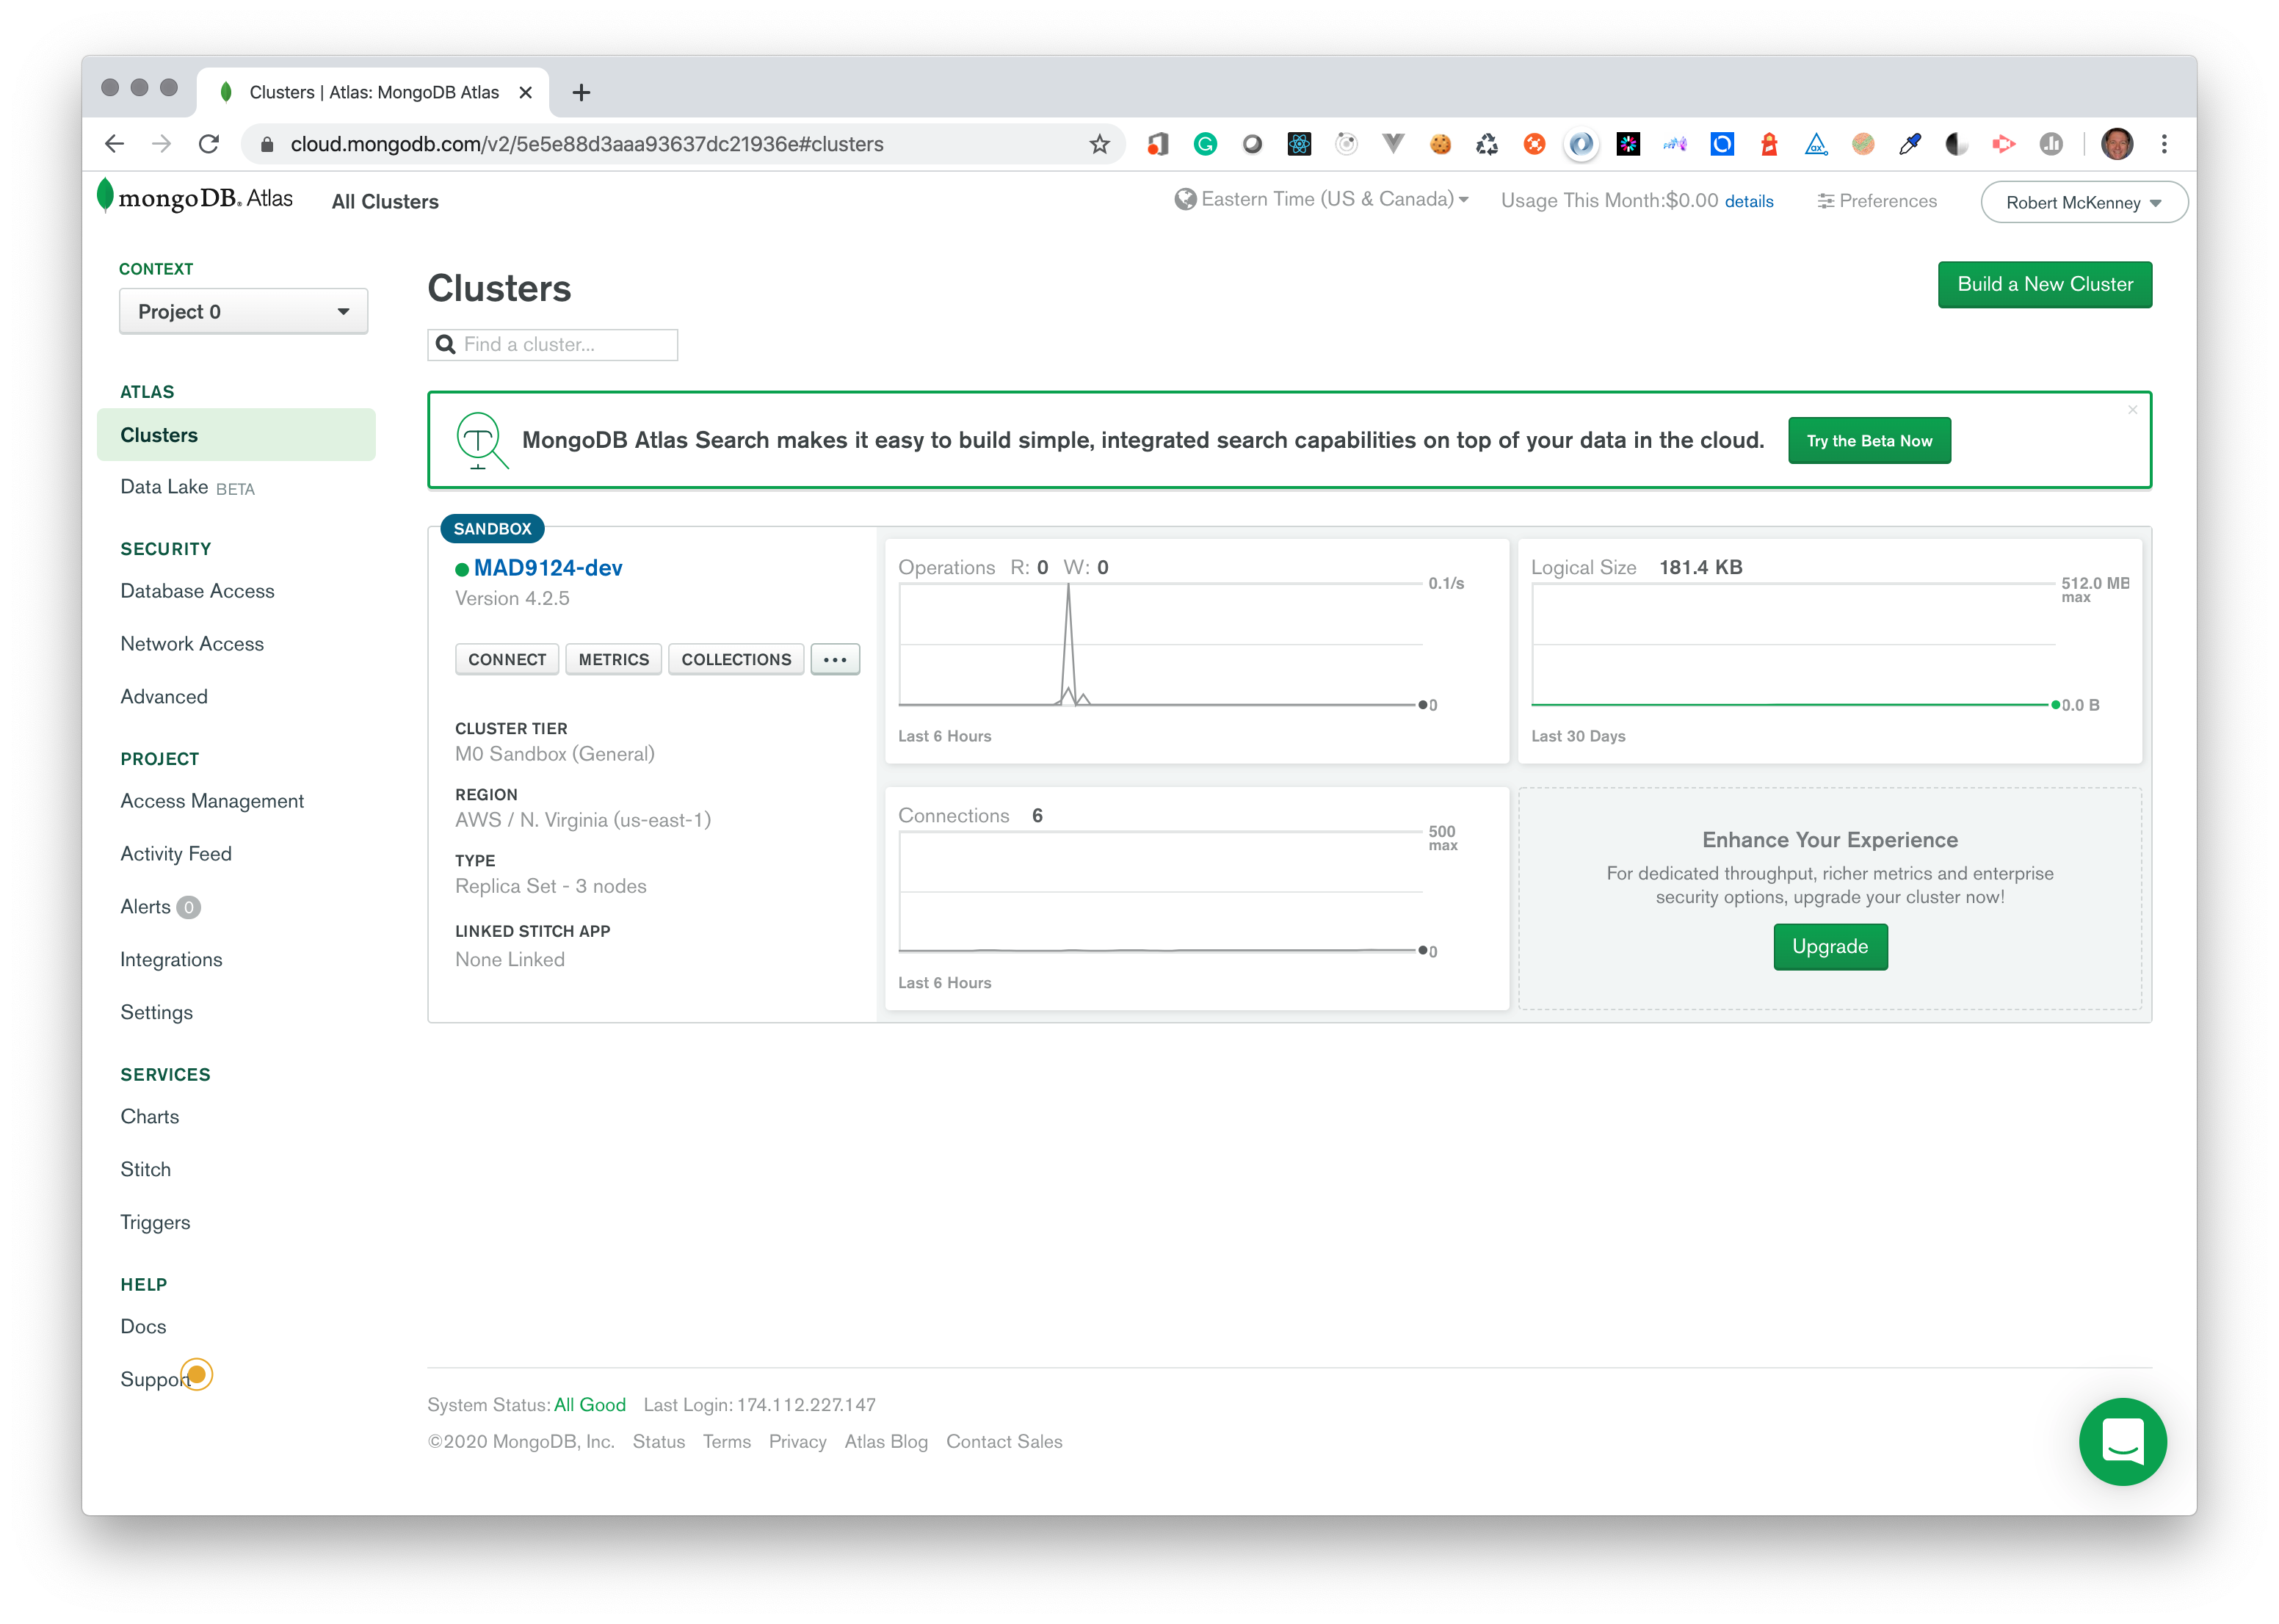 Clusters | Atlas: MongoDB Atlas
cloud.mongodb.com/v2/5e5e88d3aaa93637dc21936e#clusters
mongoDB. Atlas
All Clusters
Eastern Time (US & Canada)
Usage This Month:$0.00 details
Preferences
Robert McKenney
CONTEXT
Project 0
ATLAS
Clusters
Data Lake BETA
SECURITY
Database Access
Network Access
Advanced
PROJECT
Access Management
Activity Feed
Alerts 0
Integrations
Settings
SERVICES
Charts
Stitch
Triggers
HELP
Docs
Support
Clusters
Build a New Cluster
Find a cluster...
MongoDB Atlas Search makes it easy to build simple, integrated search capabilities on top of your data in the cloud.
Try the Beta Now
SANDBOX
MAD9124-dev
Version 4.2.5
CONNECT
METRICS
COLLECTIONS
CLUSTER TIER
M0 Sandbox (General)
REGION
AWS / N. Virginia (us-east-1)
TYPE
Replica Set - 3 nodes
LINKED STITCH APP
None Linked
Operations R: 0 W: 0
0.1/s
0
Last 6 Hours
Logical Size 181.4 KB
512.0 MB
max
0.0 B
Last 30 Days
Connections 6
500
max
0
Last 6 Hours
Enhance Your Experience
For dedicated throughput, richer metrics and enterprise
security options, upgrade your cluster now!
Upgrade
System Status: All Good Last Login: 174.112.227.147
©2020 MongoDB, Inc. Status Terms Privacy Atlas Blog Contact Sales